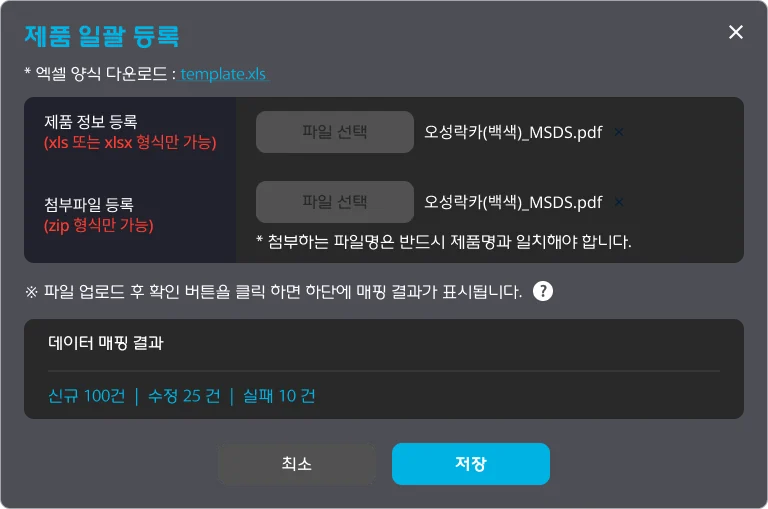 제품 일괄 등록
* 엑셀 양식 다운로드 : template.xls
제품 정보 등록
(xls 또는 xlsx 형식만 가능)
파일 선택
오성락카(백색)_MSDS.pdf ×
첨부파일 등록
(zip 형식만 가능)
파일 선택
오성락카(백색)_MSDS.pdf ×
* 첨부하는 파일명은 반드시 제품명과 일치해야 합니다.
※ 파일 업로드 후 확인 버튼을 클릭 하면 하단에 매핑 결과가 표시됩니다. ?
데이터 매핑 결과
신규 100건 | 수정 25 건 | 실패 10 건
최소
저장